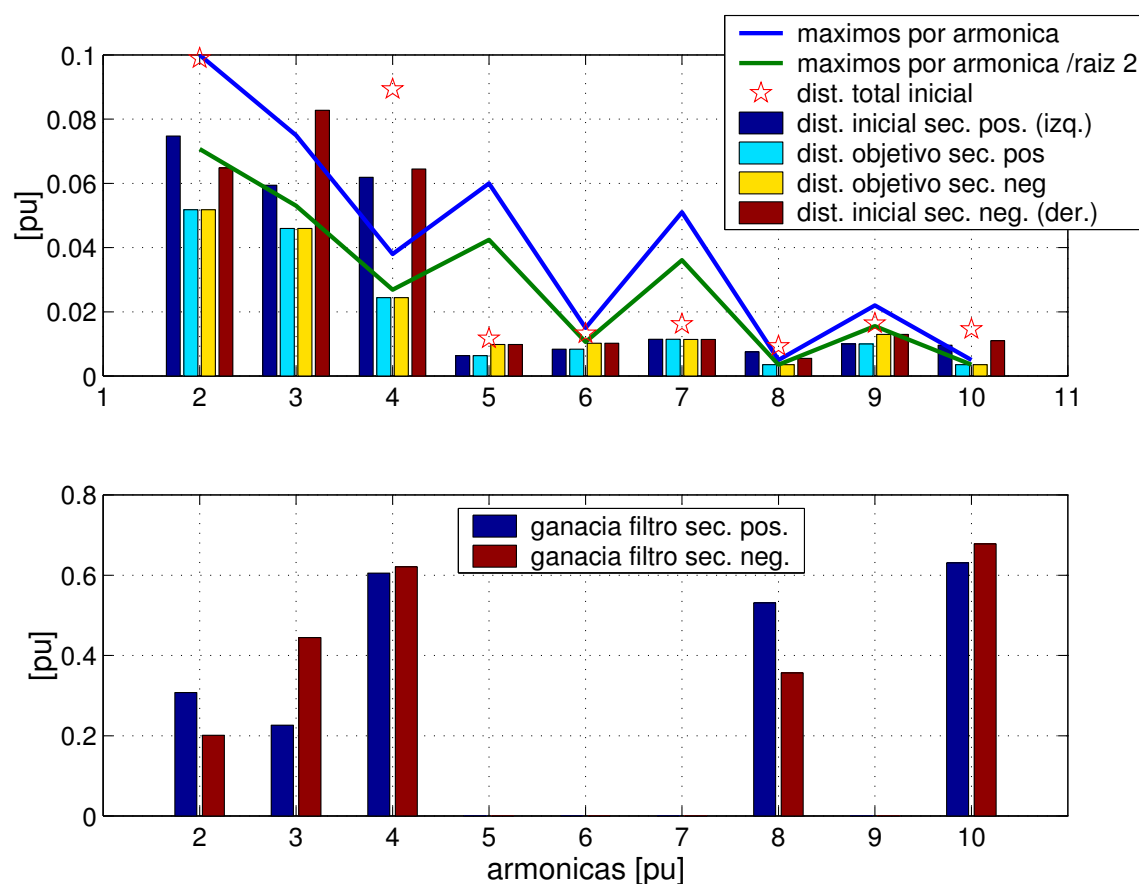 maximos por armonica
maximos por armonica /raiz 2
dist. total inicial
dist. inicial sec. pos. (izq.)
dist. objetivo sec. pos
dist. objetivo sec. neg
dist. inicial sec. neg. (der.)
0.1
0.08
0.06
0.04
0.02
0
[pu]
1 2 3 4 5 6 7 8 9 10 11
ganacia filtro sec. pos.
ganacia filtro sec. neg.
0.8
0.6
0.4
0.2
0
[pu]
2 3 4 5 6 7 8 9 10
armonicas [pu]